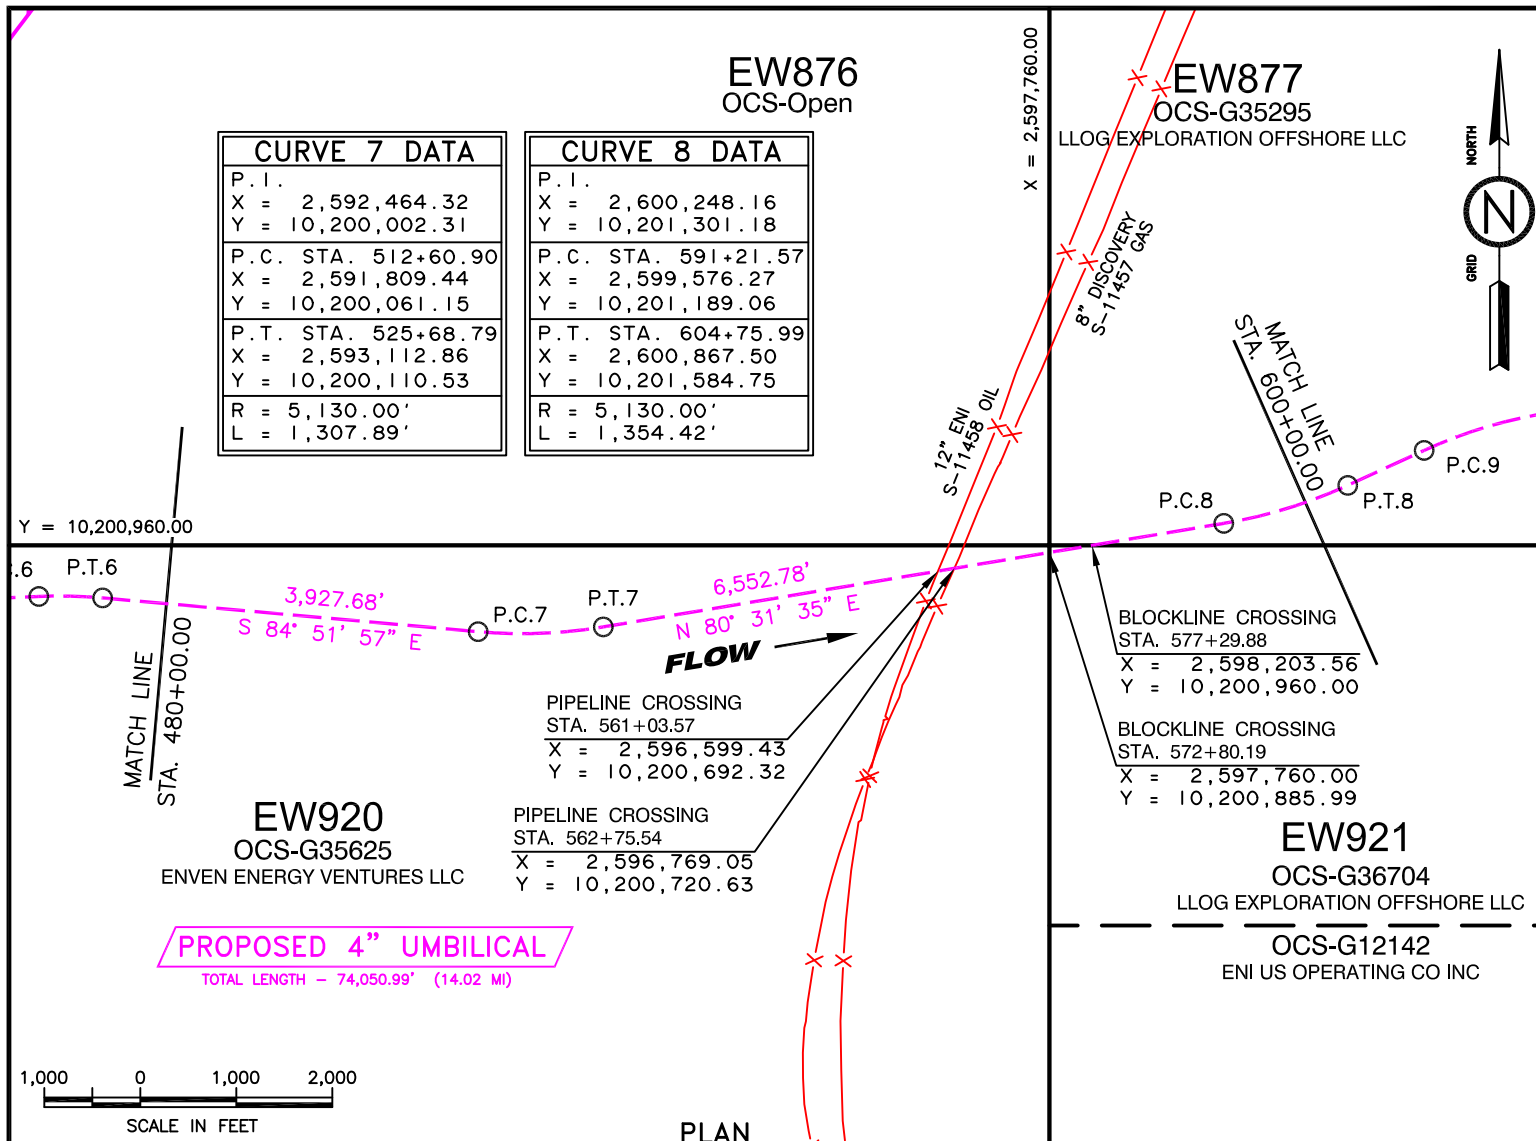 EW876
OCS-Open
X = 2,597,760.00
EW877
OCS-G35295
LLOG EXPLORATION OFFSHORE LLC
NORTH
N
GRID
CURVE 7 DATA
P.I.
X = 2,592,464.32
Y = 10,200,002.31
P.C. STA. 512+60.90
X = 2,591,809.44
Y = 10,200,061.15
P.T. STA. 525+68.79
X = 2,593,112.86
Y = 10,200,110.53
R = 5,130.00'
L = 1,307.89'
CURVE 8 DATA
P.I.
X = 2,600,248.16
Y = 10,201,301.18
P.C. STA. 591+21.57
X = 2,599,576.27
Y = 10,201,189.06
P.T. STA. 604+75.99
X = 2,600,867.50
Y = 10,201,584.75
R = 5,130.00'
L = 1,354.42'
8" DISCOVERY
S-11457 GAS
12" ENI OIL
S-11458
MATCH LINE
STA. 600+00.00
P.C.9
P.T.8
P.C.8
Y = 10,200,960.00
.6
P.T.6
3,927.68'
S 84° 51' 57" E
P.C.7
P.T.7
6,552.78'
N 80° 31' 35" E
FLOW
MATCH LINE
STA. 480+00.00
BLOCKLINE CROSSING
STA. 577+29.88
X = 2,598,203.56
Y = 10,200,960.00
BLOCKLINE CROSSING
STA. 572+80.19
X = 2,597,760.00
Y = 10,200,885.99
PIPELINE CROSSING
STA. 561+03.57
X = 2,596,599.43
Y = 10,200,692.32
PIPELINE CROSSING
STA. 562+75.54
X = 2,596,769.05
Y = 10,200,720.63
EW920
OCS-G35625
ENVEN ENERGY VENTURES LLC
EW921
OCS-G36704
LLOG EXPLORATION OFFSHORE LLC
OCS-G12142
ENI US OPERATING CO INC
PROPOSED 4" UMBILICAL
TOTAL LENGTH - 74,050.99' (14.02 MI)
1,000 0 1,000 2,000
SCALE IN FEET
PLAN